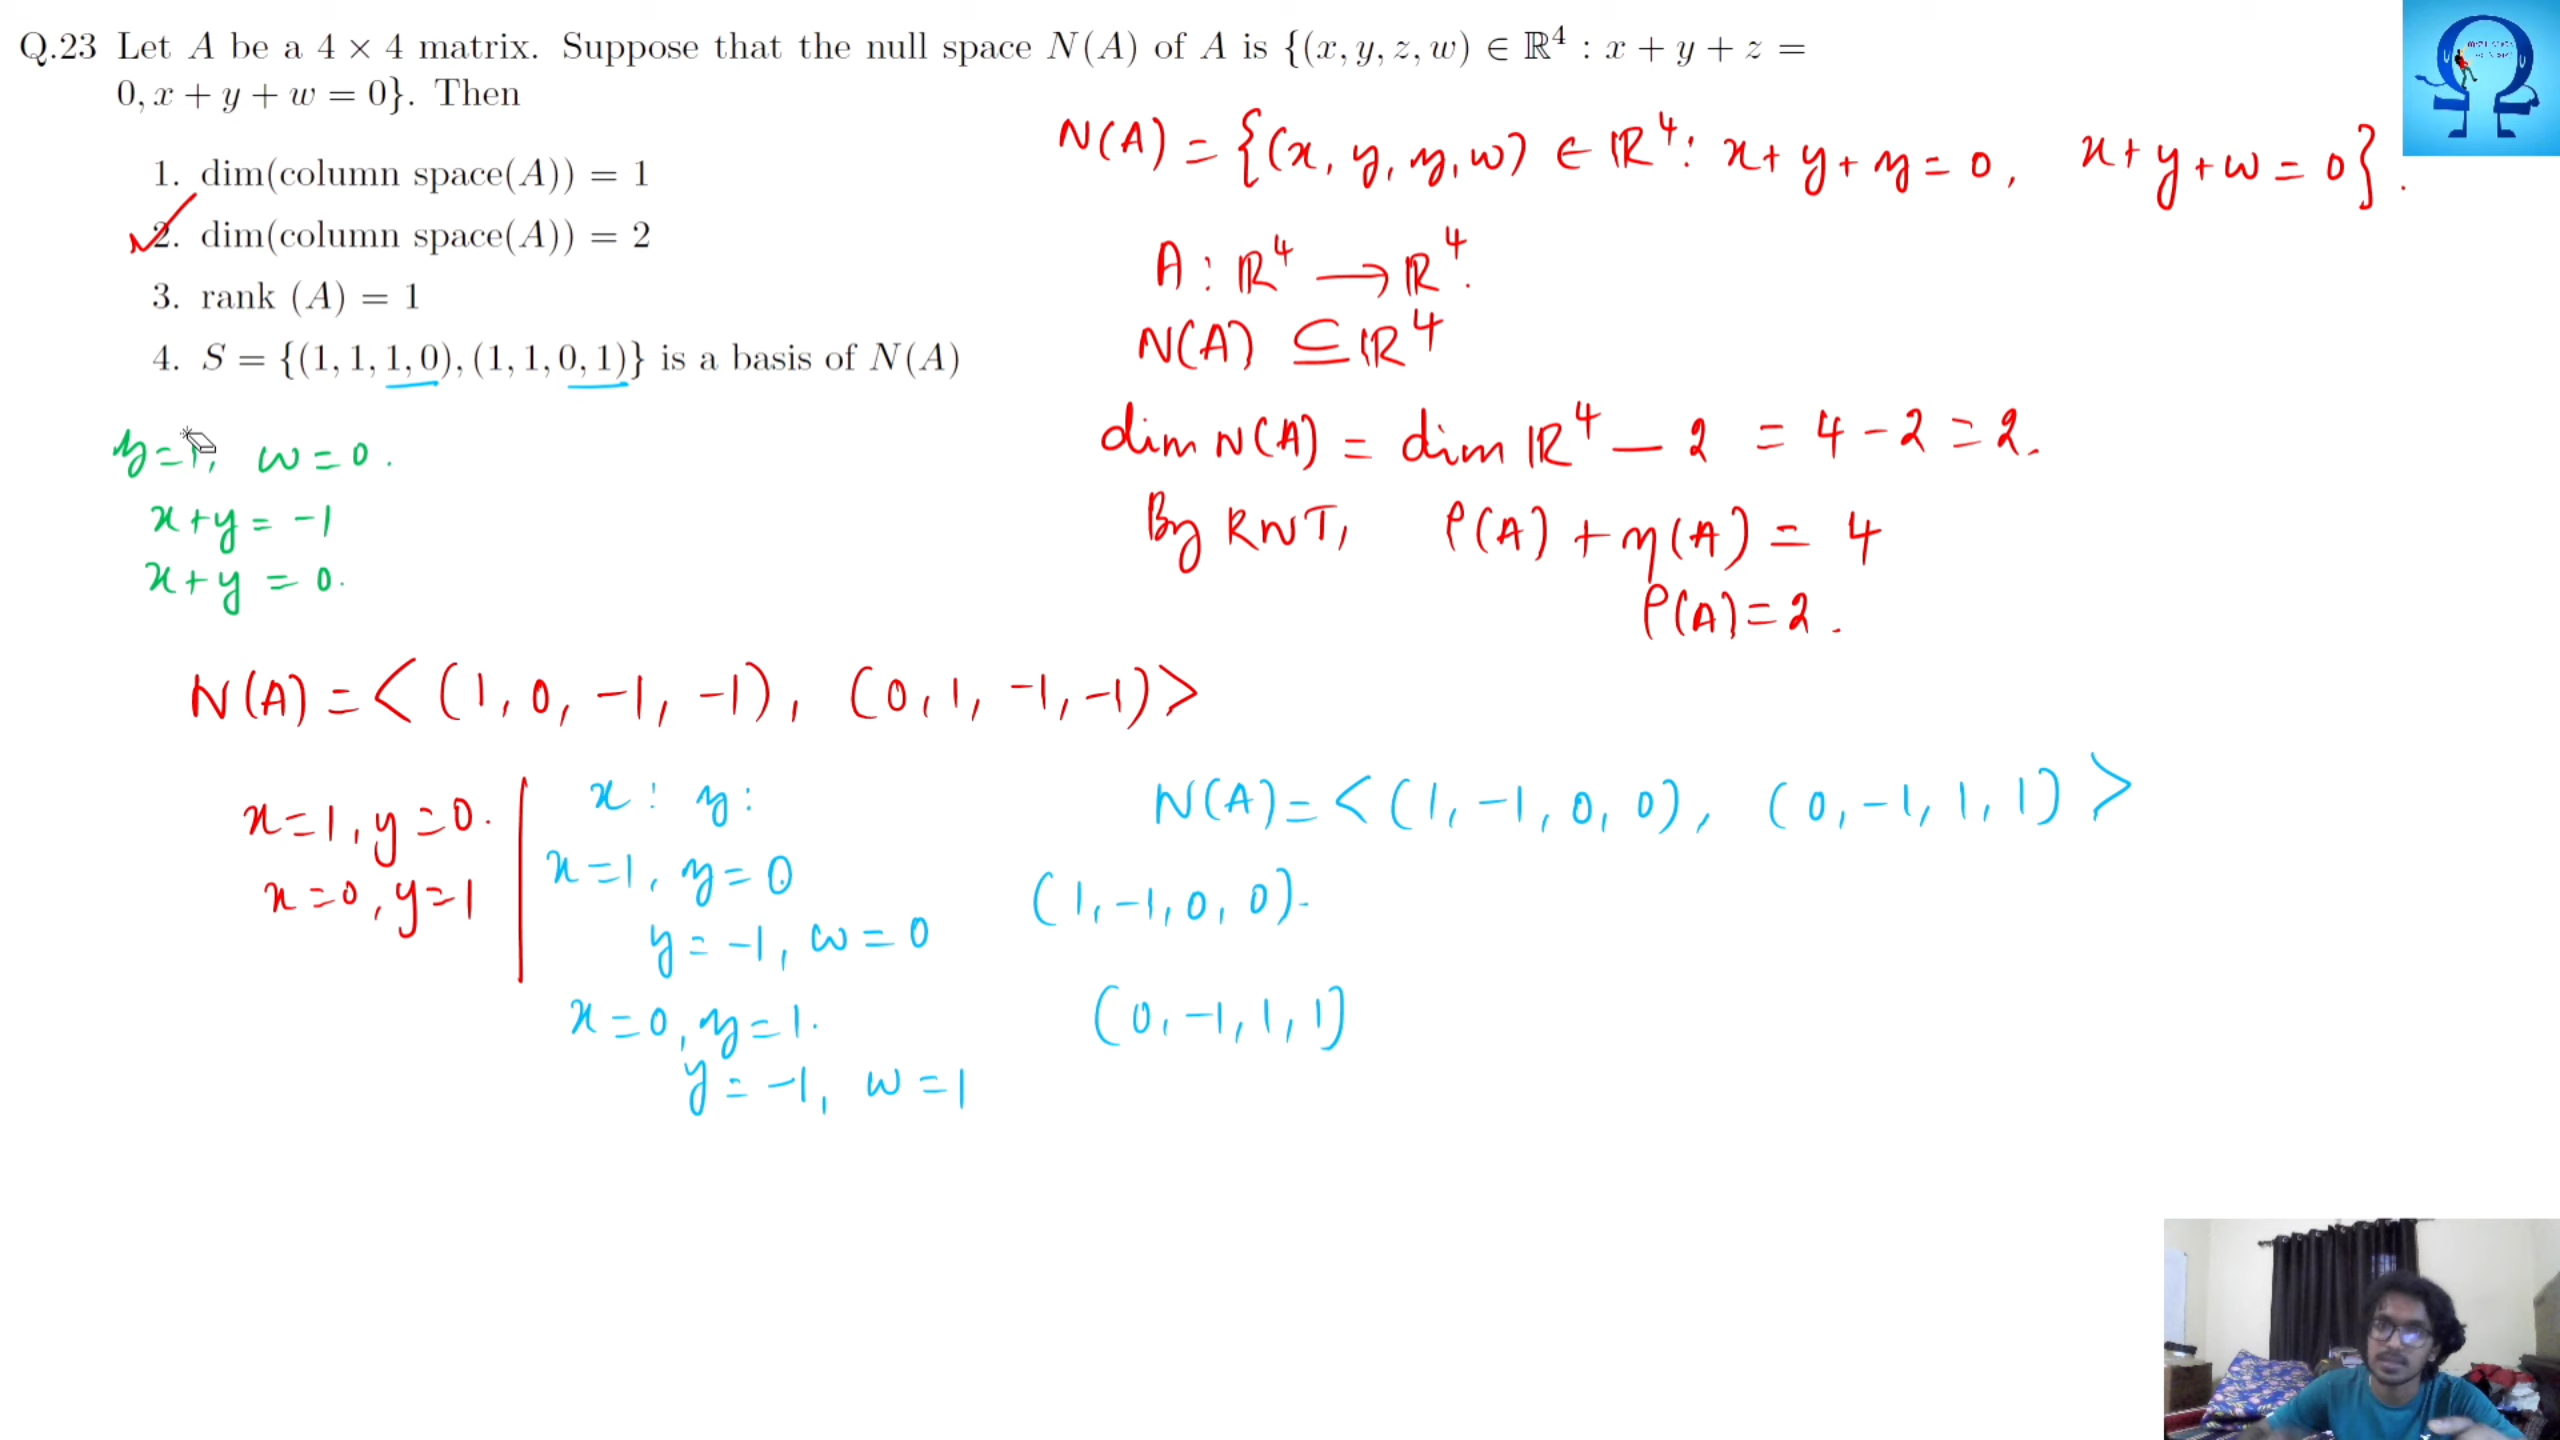 Q.23 Let A be a 4 × 4 matrix. Suppose that the null space N(A) of A is {(x, y, z, w) ∈ ℝ⁴ : x + y + z =
0, x + y + w = 0}. Then
1. dim(column space(A)) = 1
2. dim(column space(A)) = 2
3. rank (A) = 1
4. S = {(1, 1, 1, 0), (1, 1, 0, 1)} is a basis of N(A)
N(A) = {(x, y, z, w) ∈ ℝ⁴: x + y + z = 0, x + y + w = 0}.
A : ℝ⁴ → ℝ⁴.
N(A) ⊆ ℝ⁴
dim N(A) = dim ℝ⁴ – 2 = 4 – 2 = 2.
By RNT, ρ(A) + η(A) = 4
ρ(A) = 2.
z = 1, w = 0.
x + y = -1
x + y = 0.
N(A) = < (1, 0, -1, -1), (0, 1, -1, -1) >
x = 1, y = 0.
x = 0, y = 1
x : z :
x = 1, z = 0
y = -1, w = 0
x = 0, z = 1.
y = -1, w = 1
N(A) = < (1, -1, 0, 0), (0, -1, 1, 1) >
(1, -1, 0, 0).
(0, -1, 1, 1)